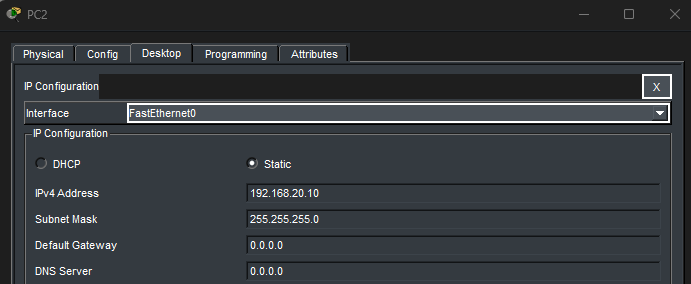 PC2
Physical Config Desktop Programming Attributes
IP Configuration X
Interface FastEthernet0
IP Configuration
DHCP Static
IPv4 Address 192.168.20.10
Subnet Mask 255.255.255.0
Default Gateway 0.0.0.0
DNS Server 0.0.0.0